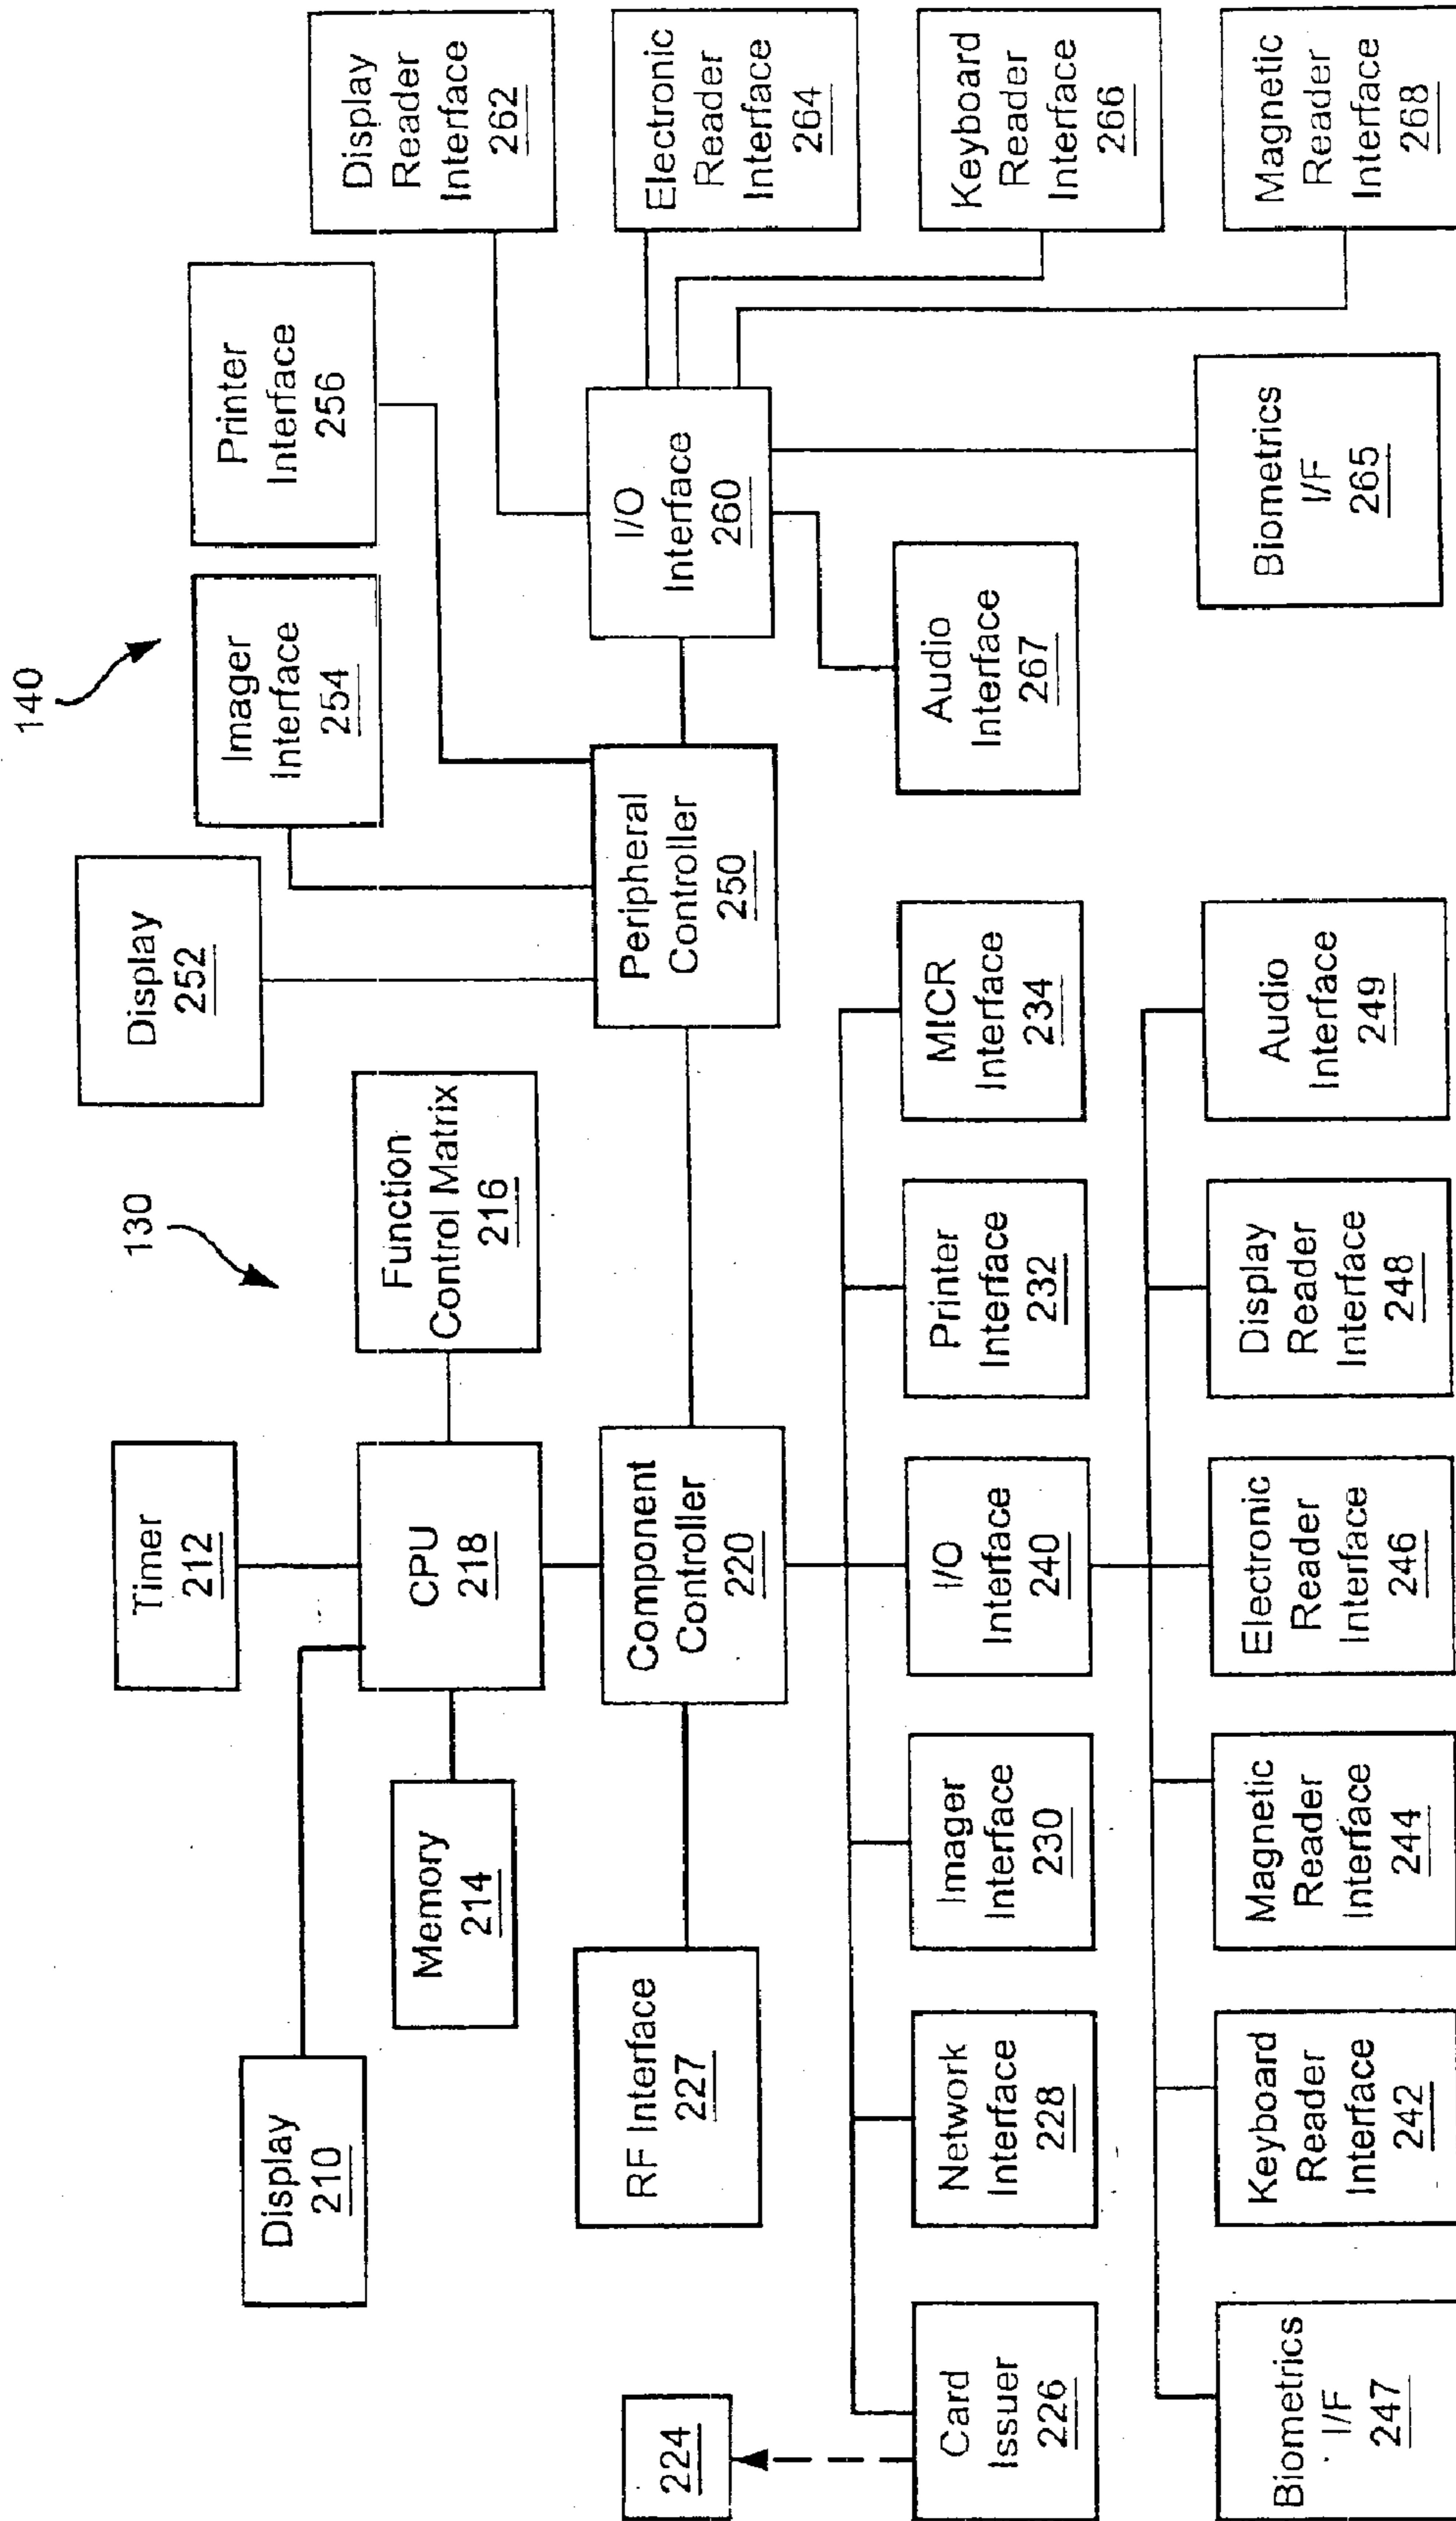 140
130
Display
210
Timer
212
Memory
214
CPU
218
Function
Control Matrix
216
Display
252
Imager
Interface
254
Printer
Interface
256
Display
Reader
Interface
262
RF Interface
227
Component
Controller
220
Peripheral
Controller
250
I/O
Interface
260
Electronic
Reader
Interface
264
Keyboard
Reader
Interface
266
Magnetic
Reader
Interface
268
224
Card
Issuer
226
Network
Interface
228
Imager
Interface
230
I/O
Interface
240
Printer
Interface
232
MICR
Interface
234
Audio
Interface
267
Biometrics
I/F
265
Biometrics
I/F
247
Keyboard
Reader
Interface
242
Magnetic
Reader
Interface
244
Electronic
Reader
Interface
246
Display
Reader
Interface
248
Audio
Interface
249